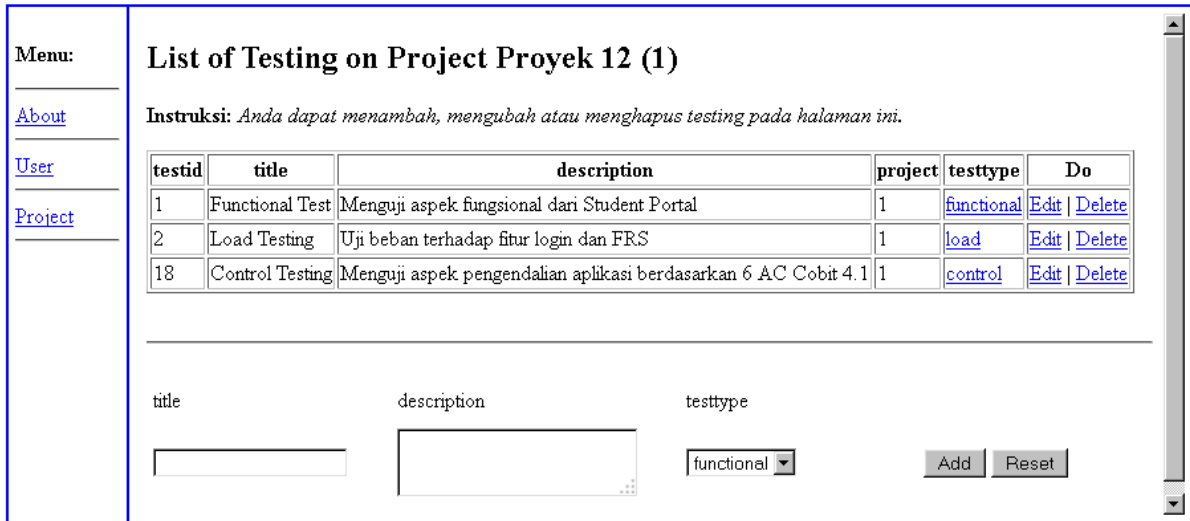 Menu:
About
User
Project
List of Testing on Project Proyek 12 (1)
Instruksi: Anda dapat menambah, mengubah atau menghapus testing pada halaman ini.
testid title description project testtype Do
1 Functional Test Menguji aspek fungsional dari Student Portal 1 functional Edit | Delete
2 Load Testing Uji beban terhadap fitur login dan FRS 1 load Edit | Delete
18 Control Testing Menguji aspek pengendalian aplikasi berdasarkan 6 AC Cobit 4.1 1 control Edit | Delete
title description testtype
functional Add Reset